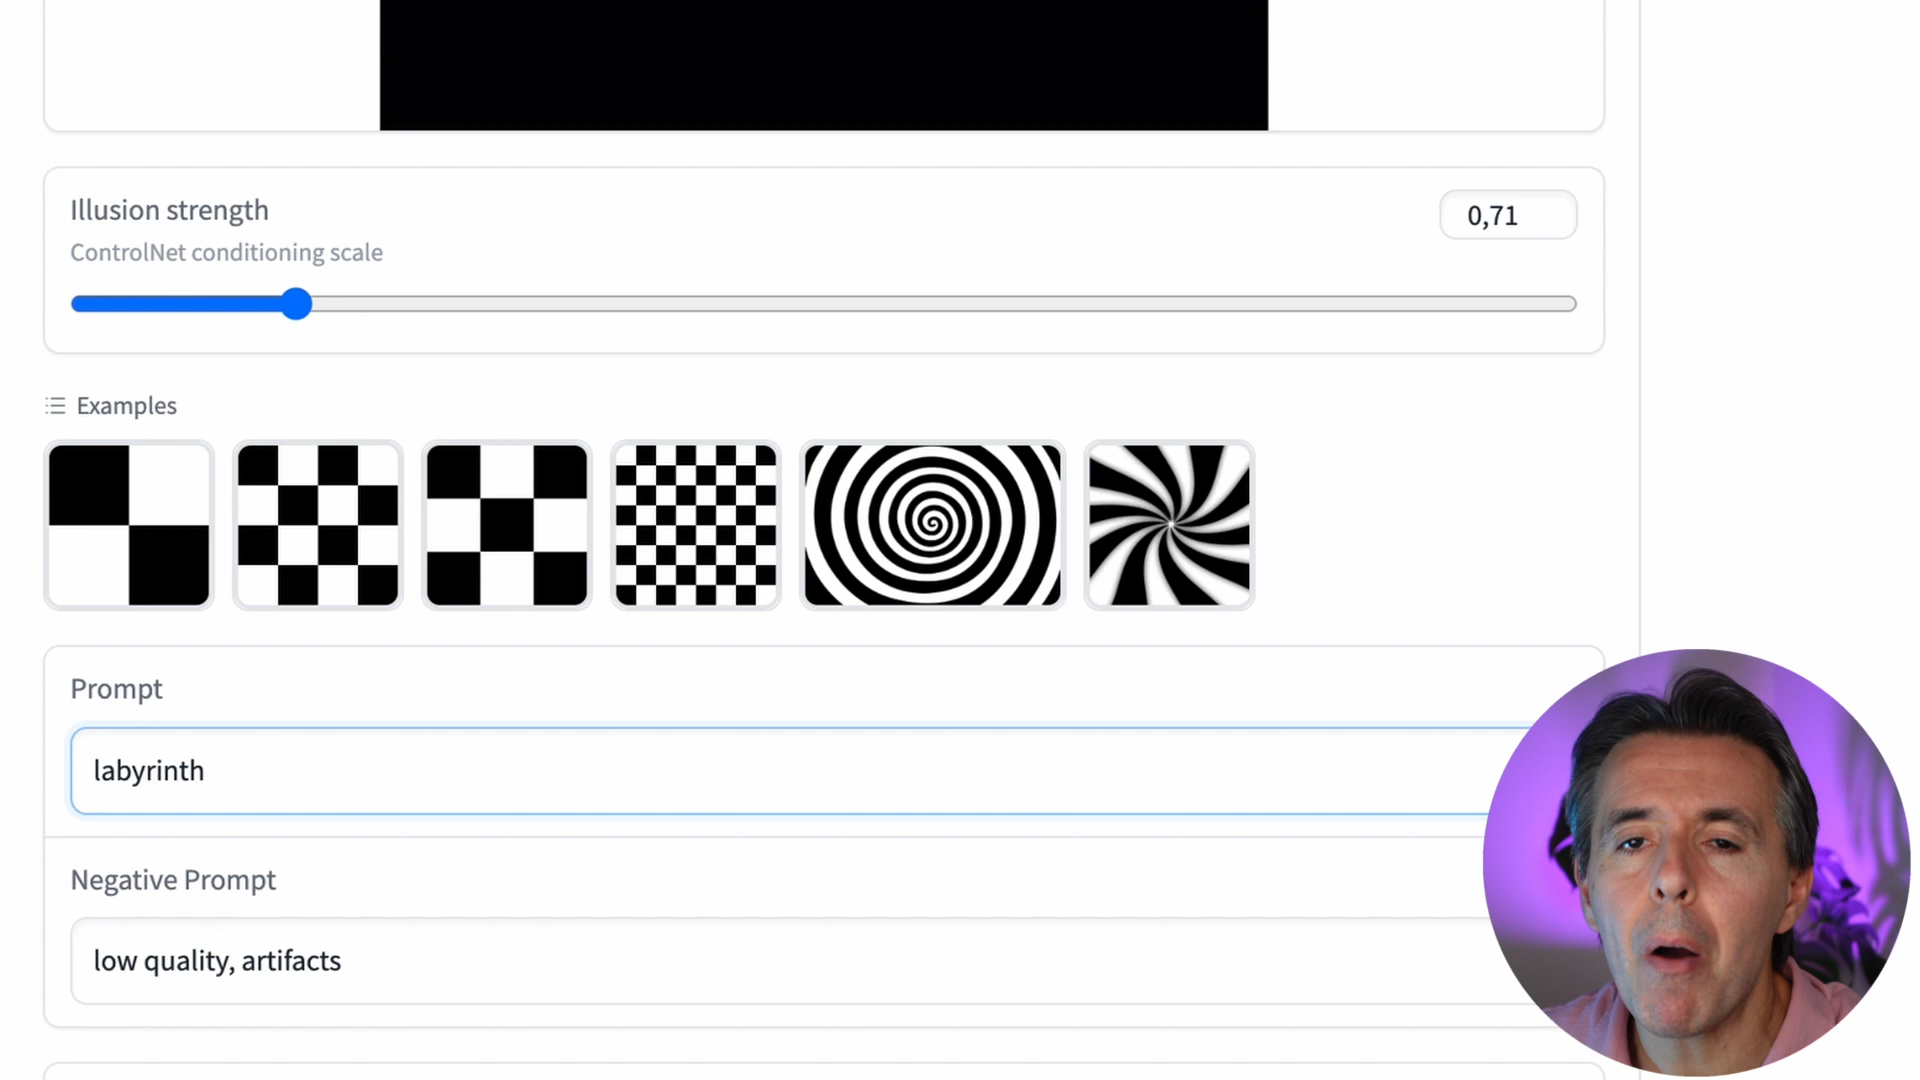 Illusion strength
0,71
ControlNet conditioning scale
Examples
Prompt
labyrinth
Negative Prompt
low quality, artifacts